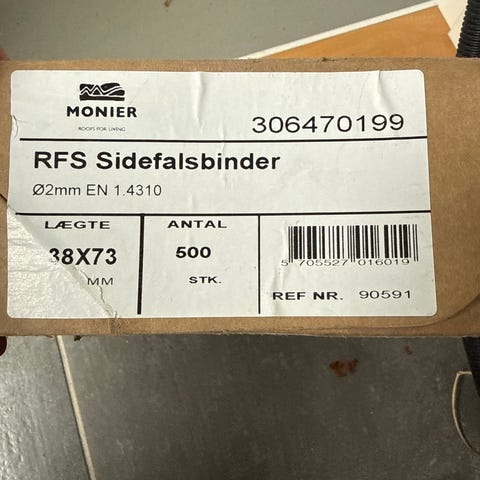 MONIER
ROOFS FOR LIVING
306470199
RFS Sidefalsbinder
Ø2mm EN 1.4310
LÆGTE
38X73
MM
ANTAL
500
STK.
5 705527 016019
REF NR. 90591